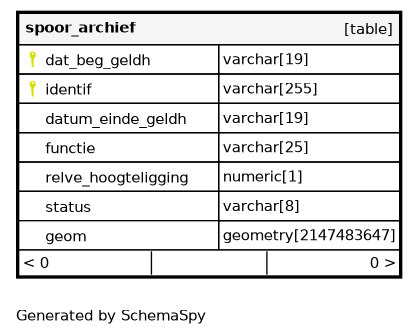 spoor_archief [table]
dat_beg_geldh varchar[19]
identif varchar[255]
datum_einde_geldh varchar[19]
functie varchar[25]
relve_hoogteligging numeric[1]
status varchar[8]
geom geometry[2147483647]
< 0 0 >
Generated by SchemaSpy